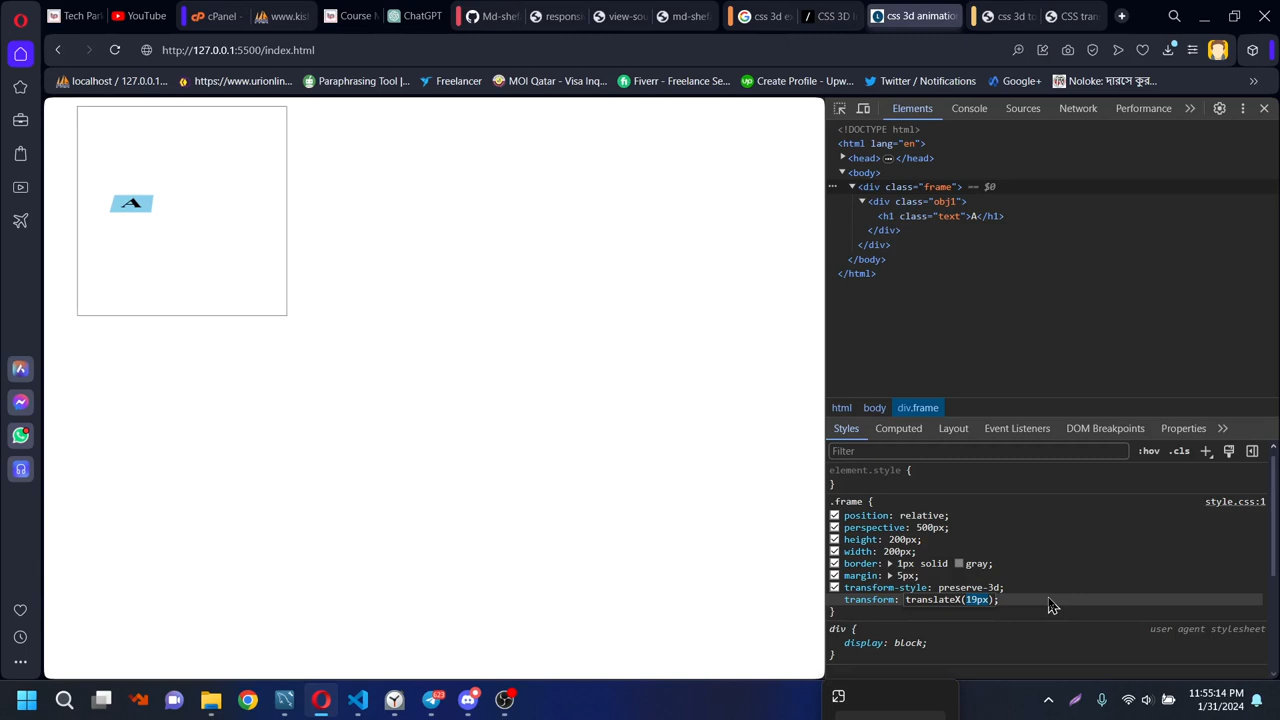 Tech Part
YouTube
cPanel -
www.kis
Course M
ChatGPT
Md-shef
respons
view-sou
md-shef
css 3d ex
CSS 3D
css 3d animatio
css 3d to
CSS tran
http://127.0.0.1:5500/index.html
localhost / 127.0.0.1...
https://www.urionlin...
Paraphrasing Tool |...
Freelancer
MOI Qatar - Visa Inq...
Fiverr - Freelance Se...
Create Profile - Upw...
Twitter / Notifications
Google+
A
Elements
Console
Sources
Network
Performance
<!DOCTYPE html>
<html lang="en">
<head> ... </head>
<body>
... <div class="frame"> == $0
<div class="obj1">
<h1 class="text">A</h1>
</div>
</div>
</body>
</html>
html
body
div.frame
Styles
Computed
Layout
Event Listeners
DOM Breakpoints
Properties
Filter
:hov
.cls
element.style {
}
.frame {
style.css:1
position: relative;
perspective: 500px;
height: 200px;
width: 200px;
border: 1px solid gray;
margin: 5px;
transform-style: preserve-3d;
transform: translateX(19px);
}
div {
user agent stylesheet
display: block;
}
623
11:55:14 PM
1/31/2024